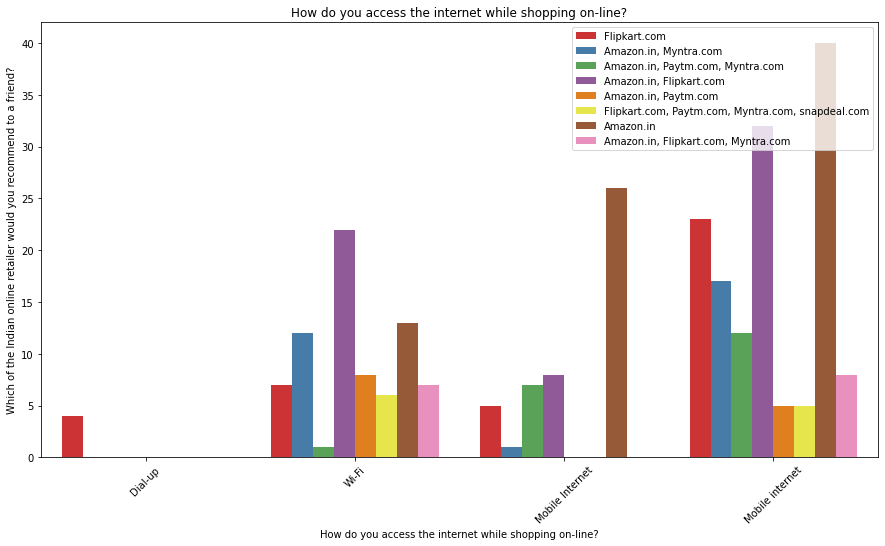 How do you access the internet while shopping on-line?
Which of the Indian online retailer would you recommend to a friend?
40
35
30
25
20
15
10
5
0
Flipkart.com
Amazon.in, Myntra.com
Amazon.in, Paytm.com, Myntra.com
Amazon.in, Flipkart.com
Amazon.in, Paytm.com
Flipkart.com, Paytm.com, Myntra.com, snapdeal.com
Amazon.in
Amazon.in, Flipkart.com, Myntra.com
Dial-up
Wi-Fi
Mobile Internet
Mobile internet
How do you access the internet while shopping on-line?